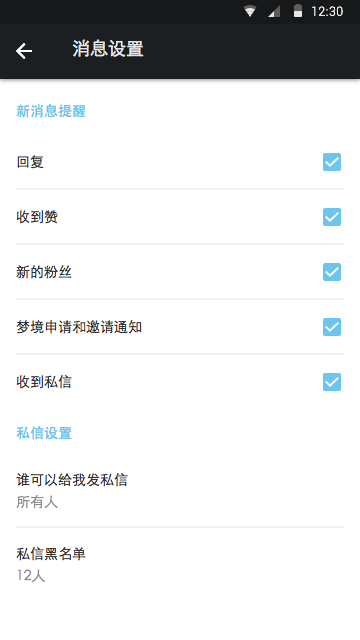 12:30
消息设置
新消息提醒
回复
收到赞
新的粉丝
梦境申请和邀请通知
收到私信
私信设置
谁可以给我发私信
所有人
私信黑名单
12人